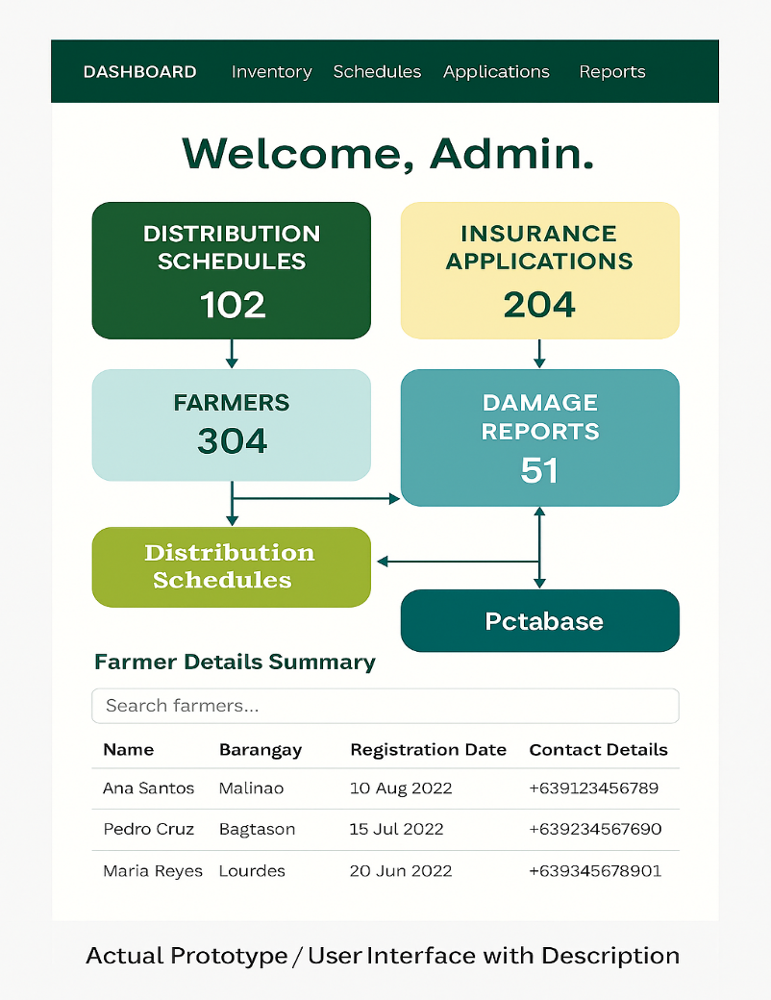 DASHBOARD Inventory Schedules Applications Reports
Welcome, Admin.
DISTRIBUTION
SCHEDULES
102
INSURANCE
APPLICATIONS
204
FARMERS
304
DAMAGE
REPORTS
51
Distribution
Schedules
Pctabase
Farmer Details Summary
Search farmers...
Name Barangay Registration Date Contact Details
Ana Santos Malinao 10 Aug 2022 +639123456789
Pedro Cruz Bagtason 15 Jul 2022 +639234567690
Maria Reyes Lourdes 20 Jun 2022 +639345678901
Actual Prototype / User Interface with Description